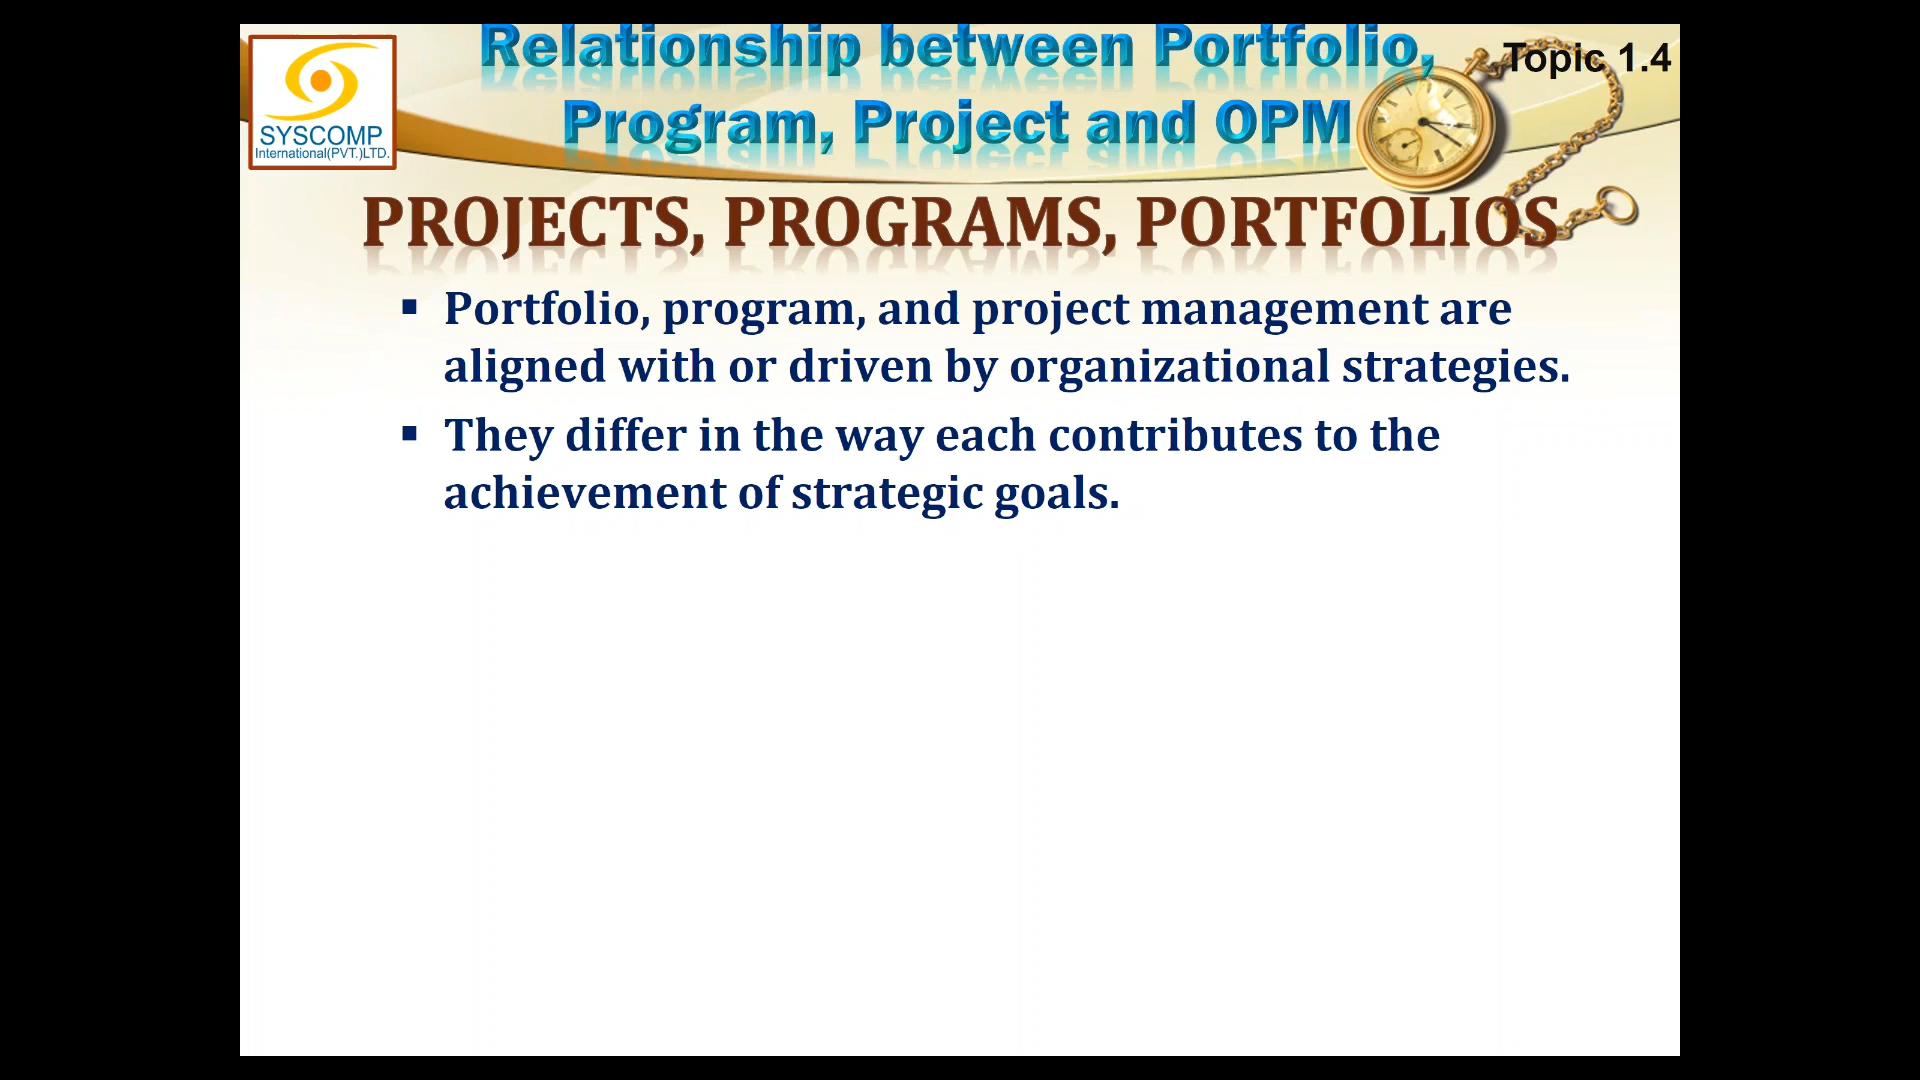 Relationship between Portfolio,
Program, Project and OPM
Topic 1.4
SYSCOMP
International(PVT.)LTD.
PROJECTS, PROGRAMS, PORTFOLIOS
▪ Portfolio, program, and project management are
aligned with or driven by organizational strategies.
▪ They differ in the way each contributes to the
achievement of strategic goals.